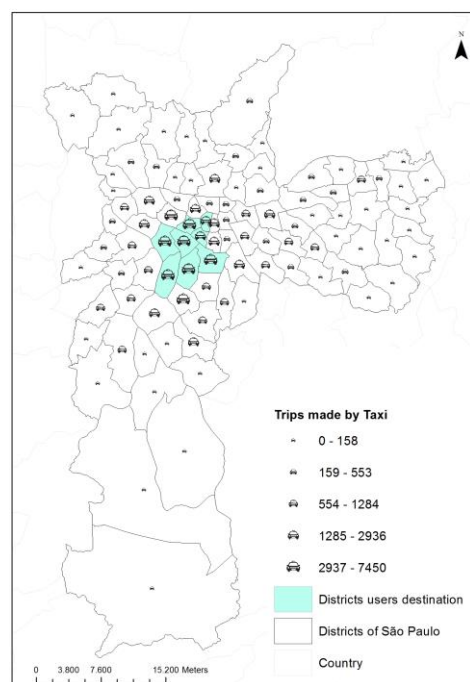 N
Trips made by Taxi
0 - 158
159 - 553
554 - 1284
1285 - 2936
2937 - 7450
Districts users destination
Districts of São Paulo
Country
0 3.800 7.600 15.200 Meters